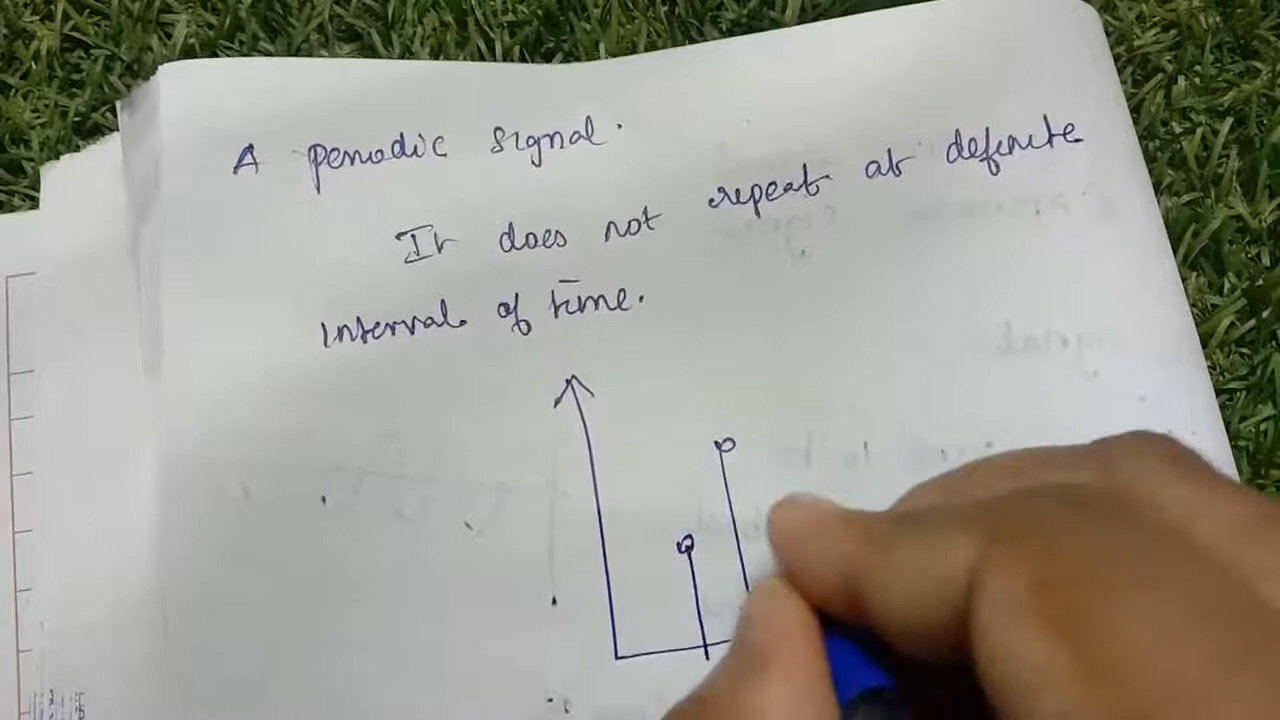 A periodic signal.
It does not repeat at definite
interval of time.